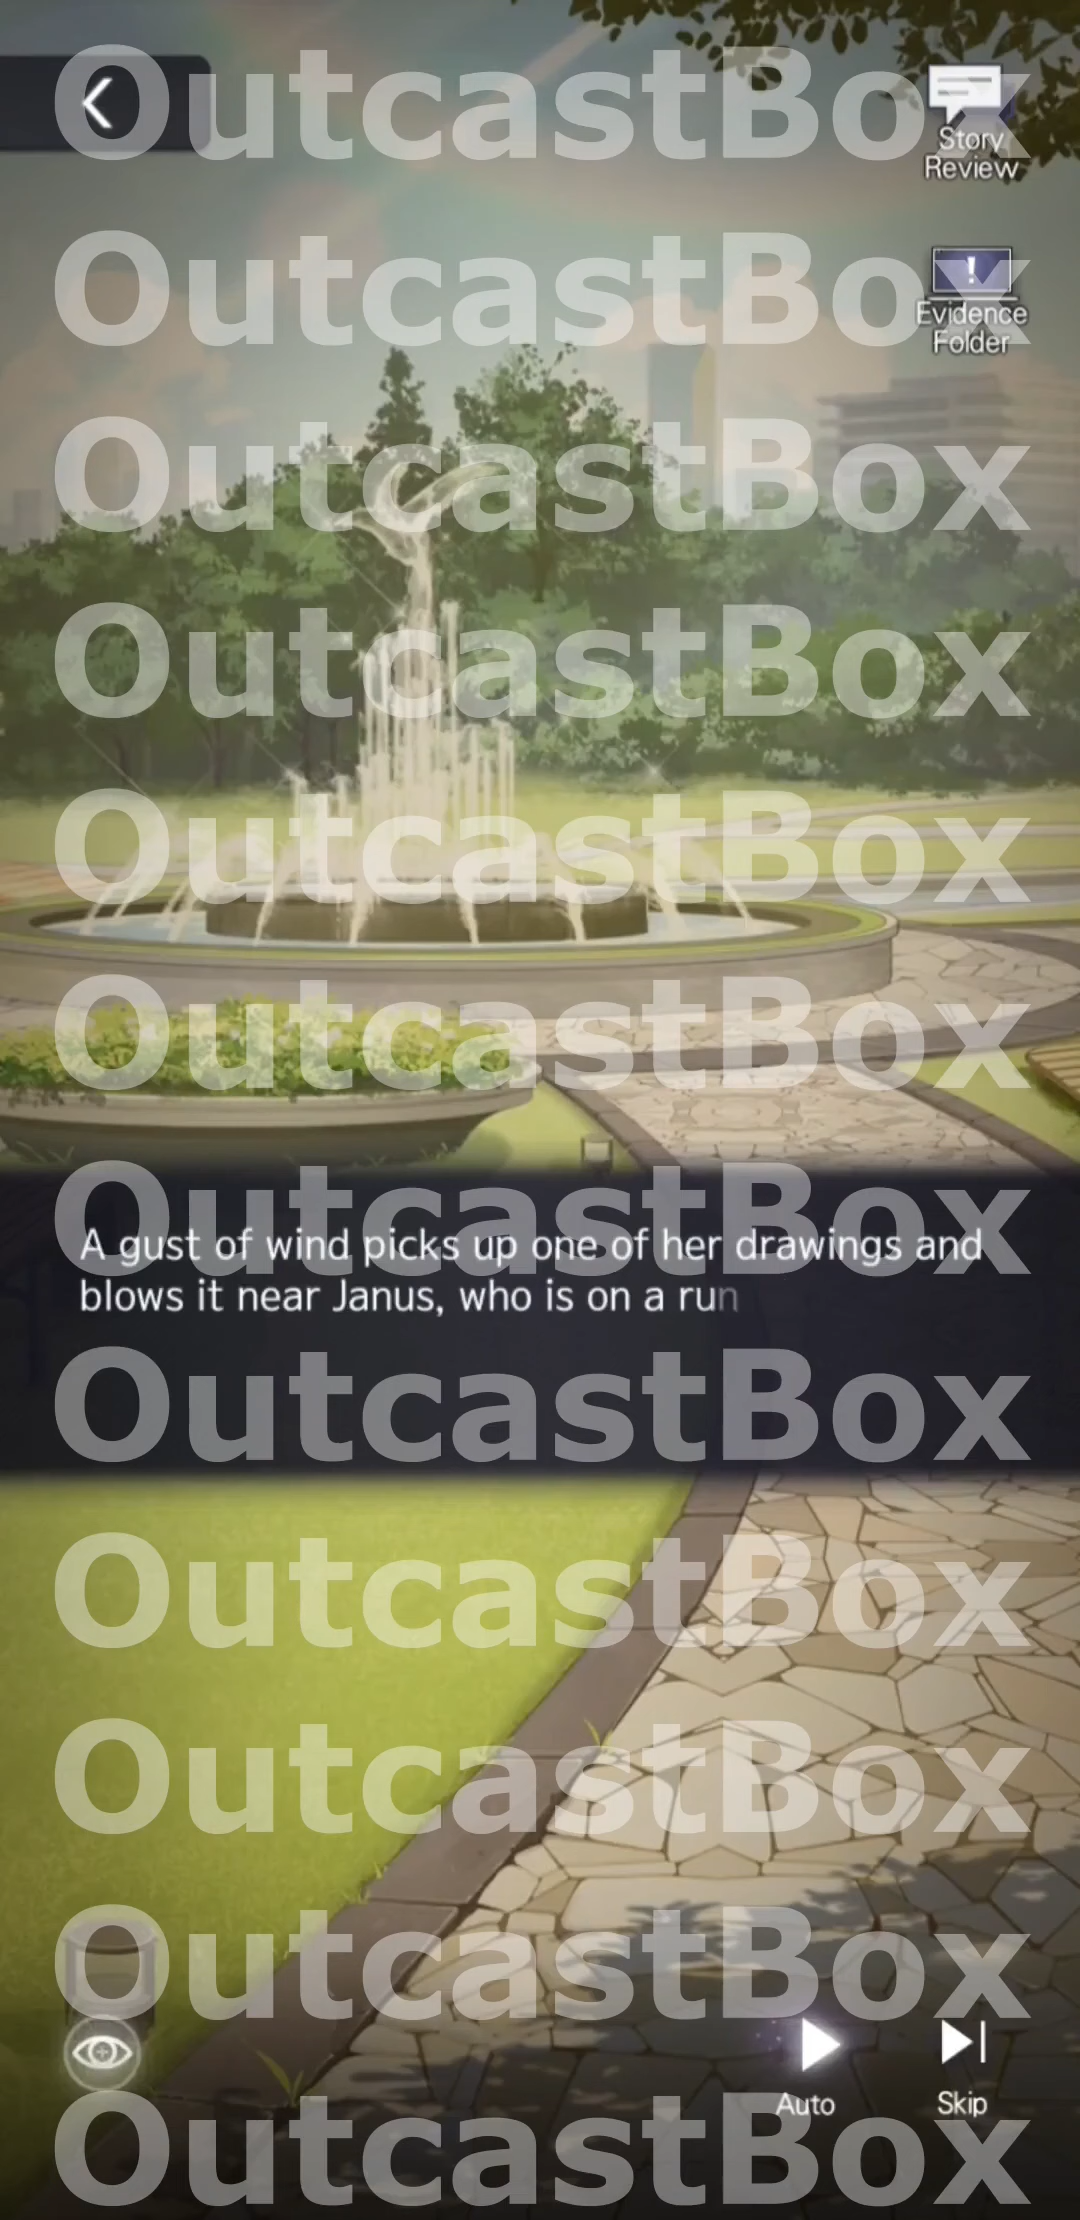 OutcastBox
Story
Review
OutcastBox
!
Evidence
Folder
OutcastBox
OutcastBox
OutcastBox
OutcastBox
OutcastBox
A gust of wind picks up one of her drawings and
blows it near Janus, who is on a run
OutcastBox
OutcastBox
OutcastBox
OutcastBox
Auto
Skip
OutcastBox